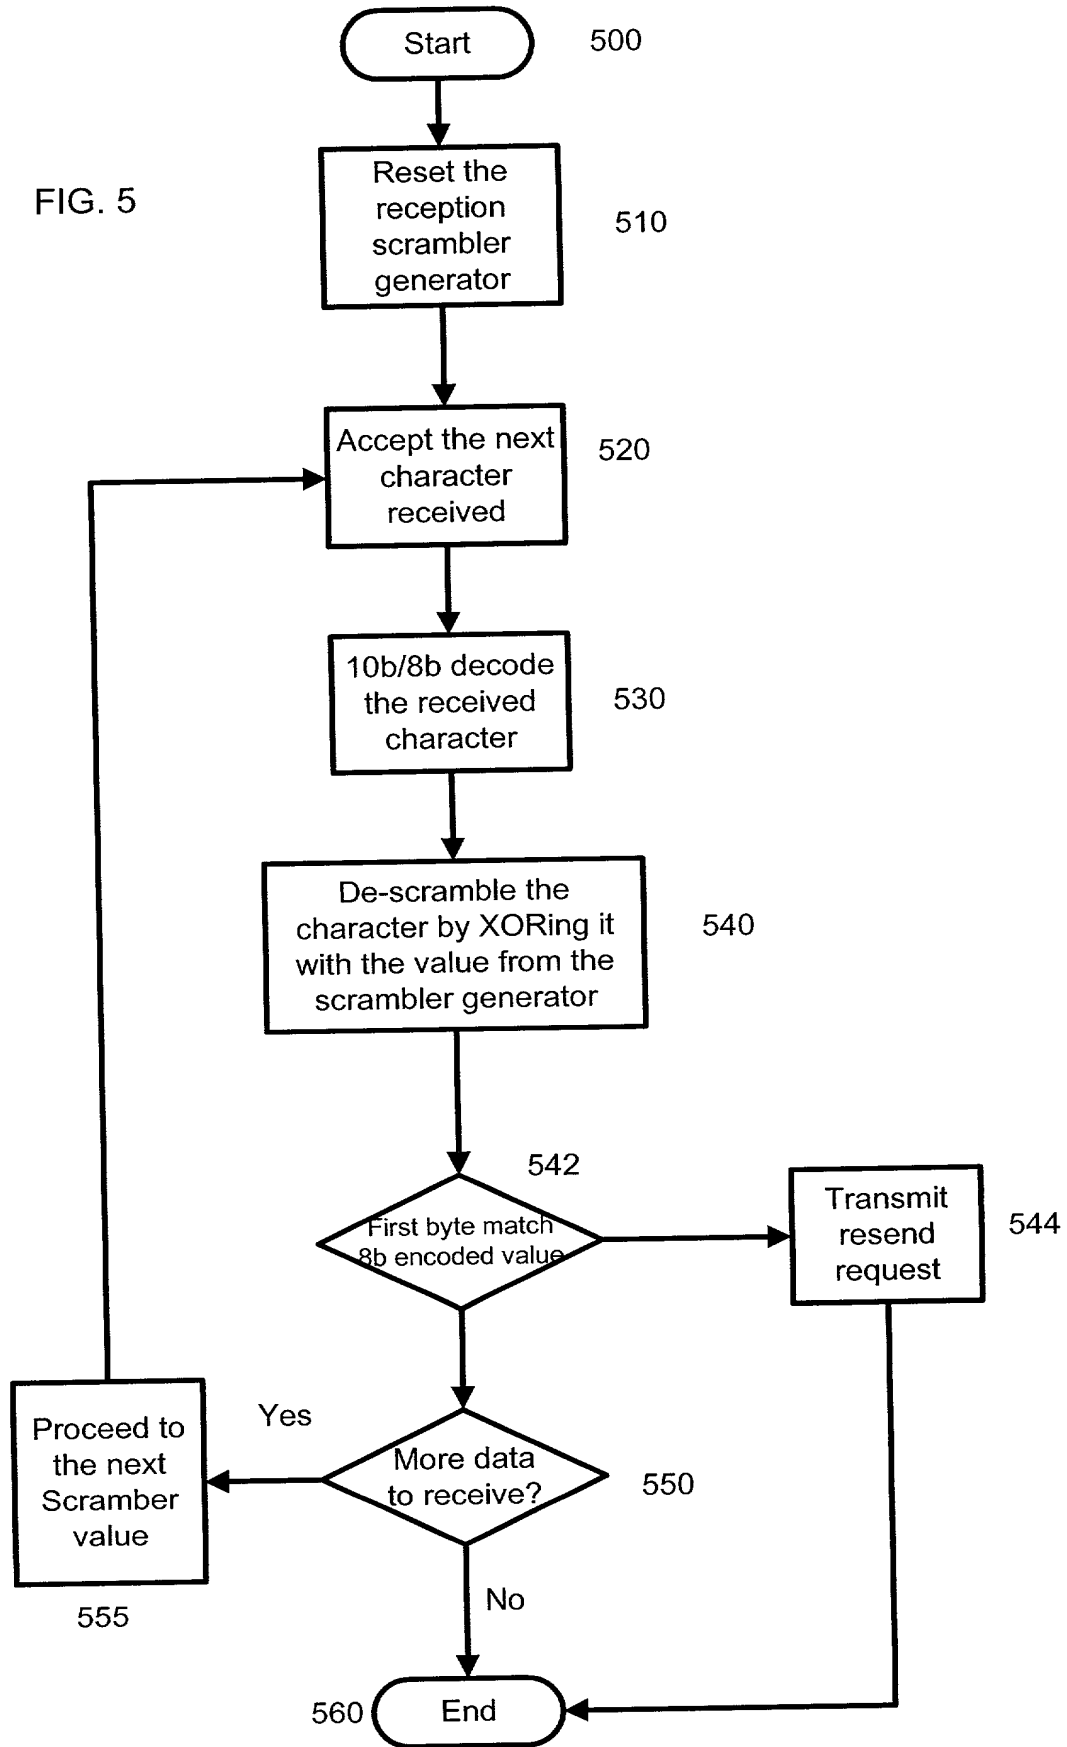 Start
500
FIG. 5
Reset the
reception
scrambler
generator
510
Accept the next
character
received
520
10b/8b decode
the received
character
530
De-scramble the
character by XORing it
with the value from the
scrambler generator
540
542
First byte match
8b encoded value
Transmit
resend
request
544
Yes
Proceed to
the next
Scramber
value
555
More data
to receive?
550
No
560
End